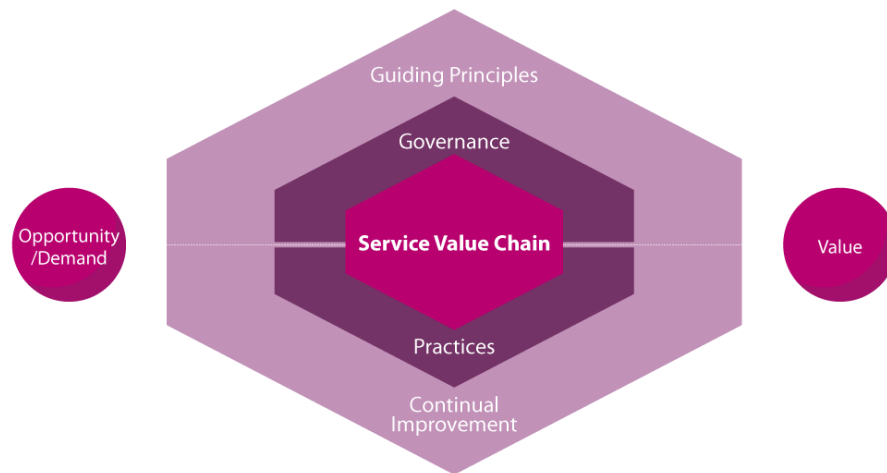 Guiding Principles
Governance
Opportunity
/Demand
Service Value Chain
Value
Practices
Continual
Improvement